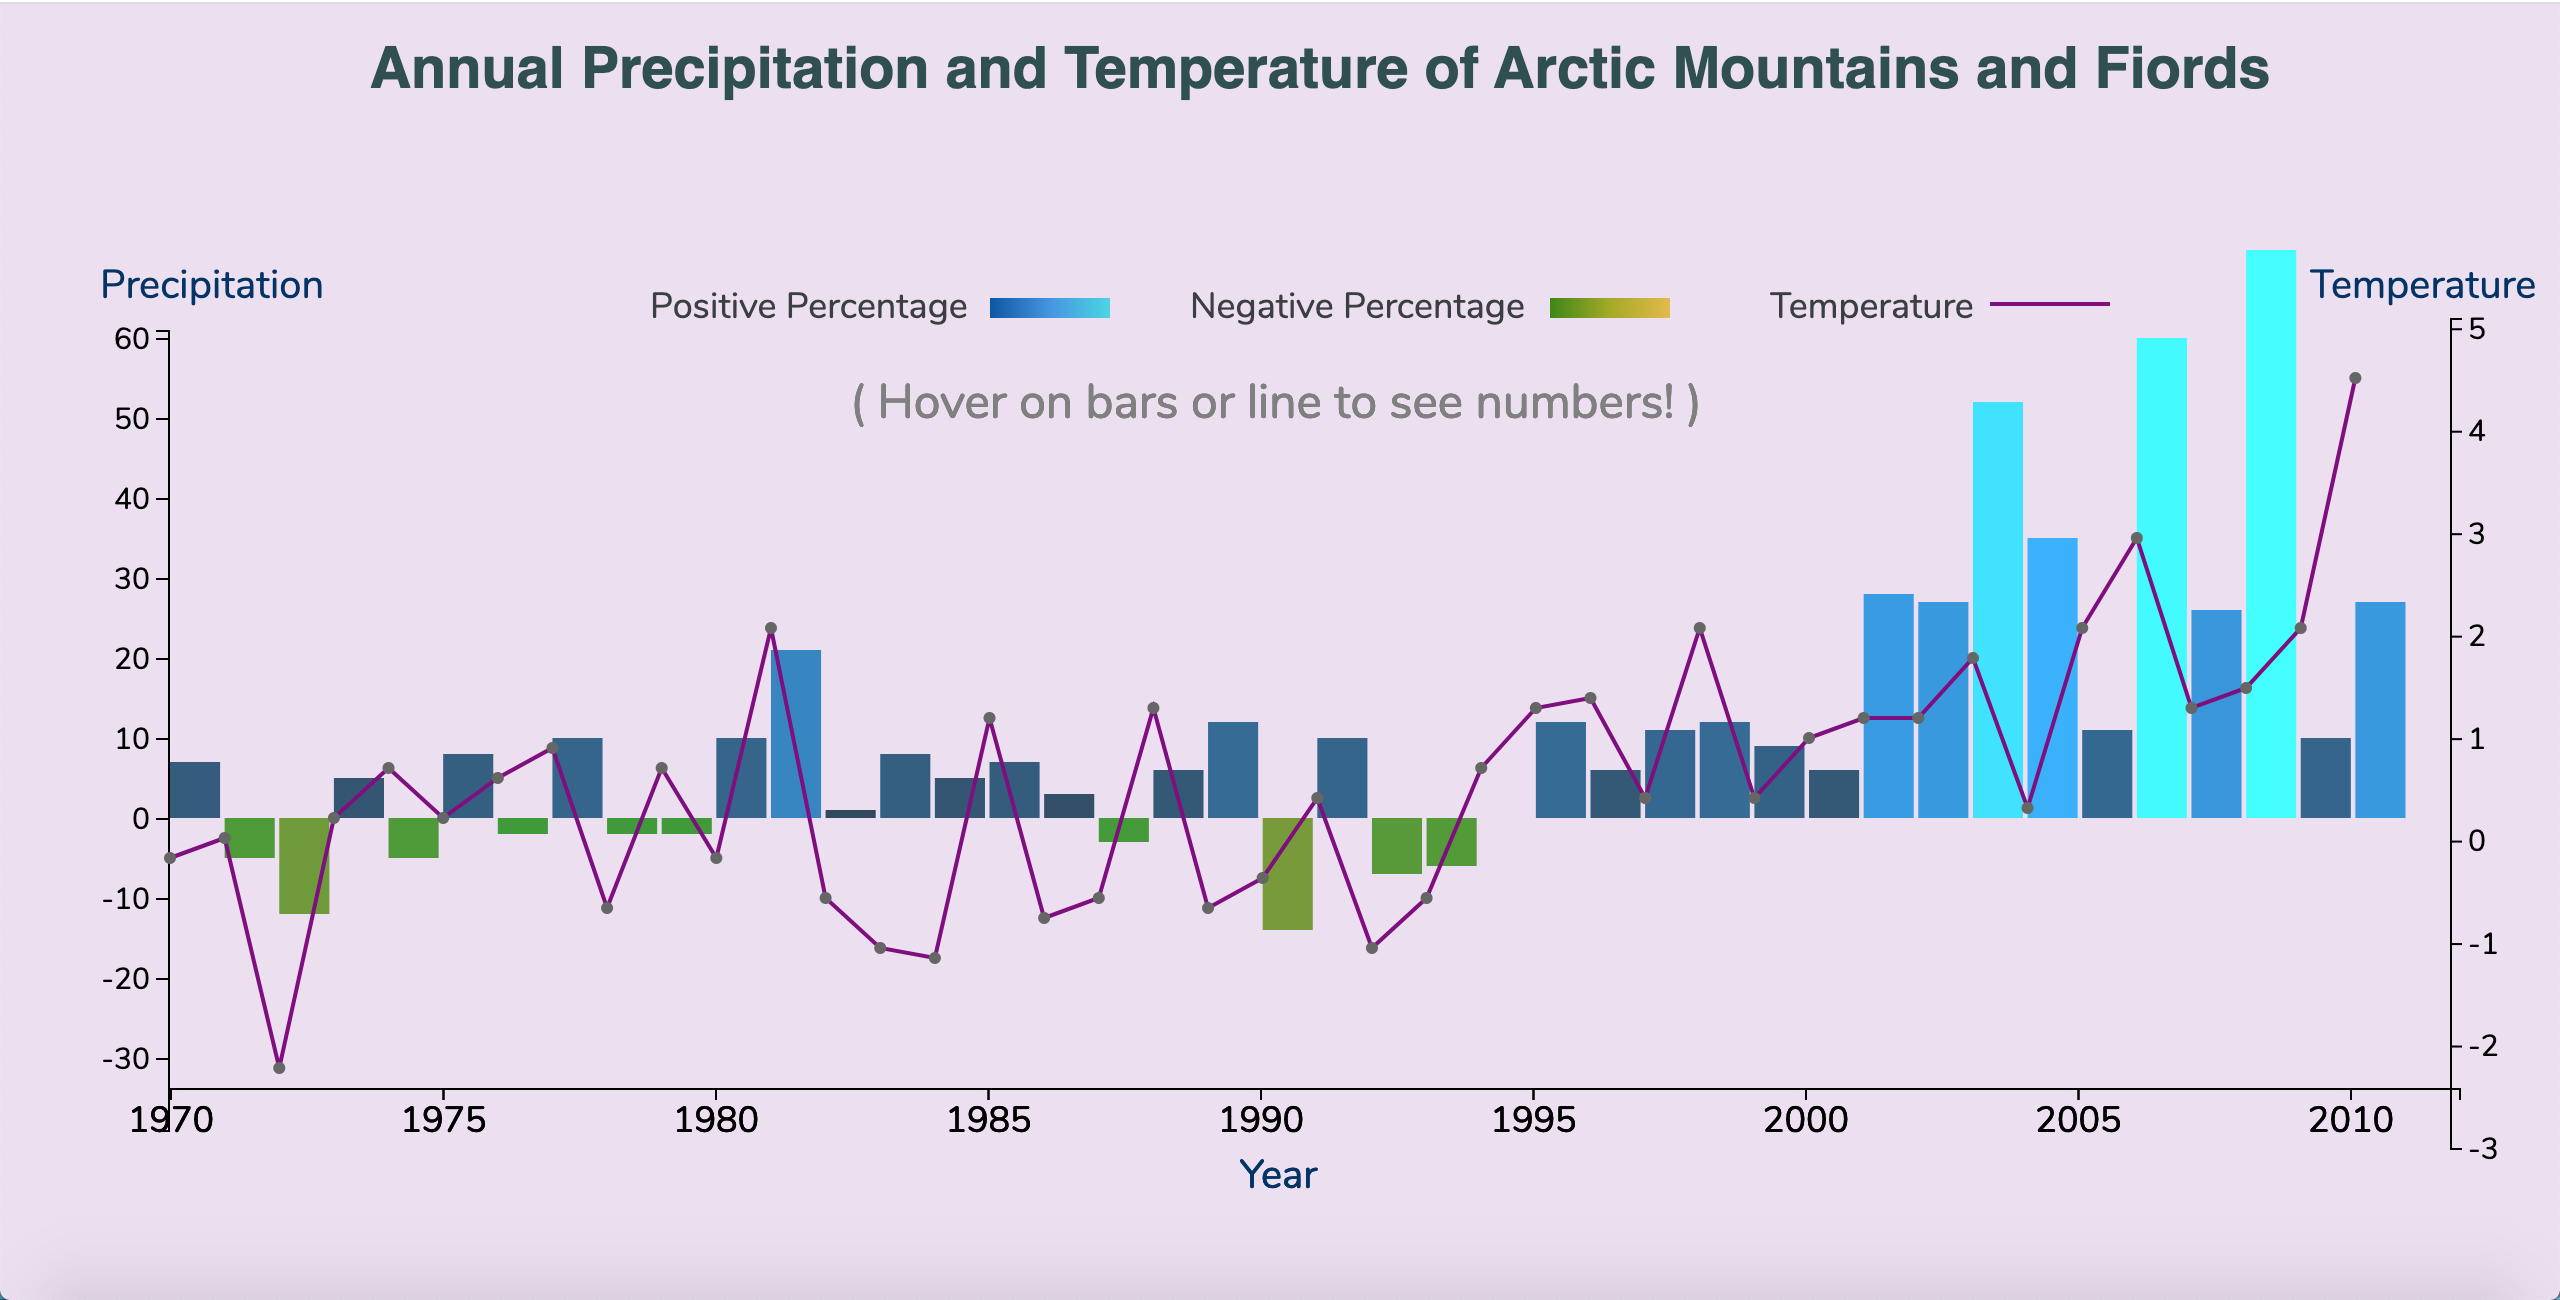 Annual Precipitation and Temperature of Arctic Mountains and Fiords
Precipitation
Positive Percentage
Negative Percentage
Temperature
Temperature
( Hover on bars or line to see numbers! )
60
50
40
30
20
10
0
-10
-20
-30
5
4
3
2
1
0
-1
-2
-3
1970 1975 1980 1985 1990 1995 2000 2005 2010
Year